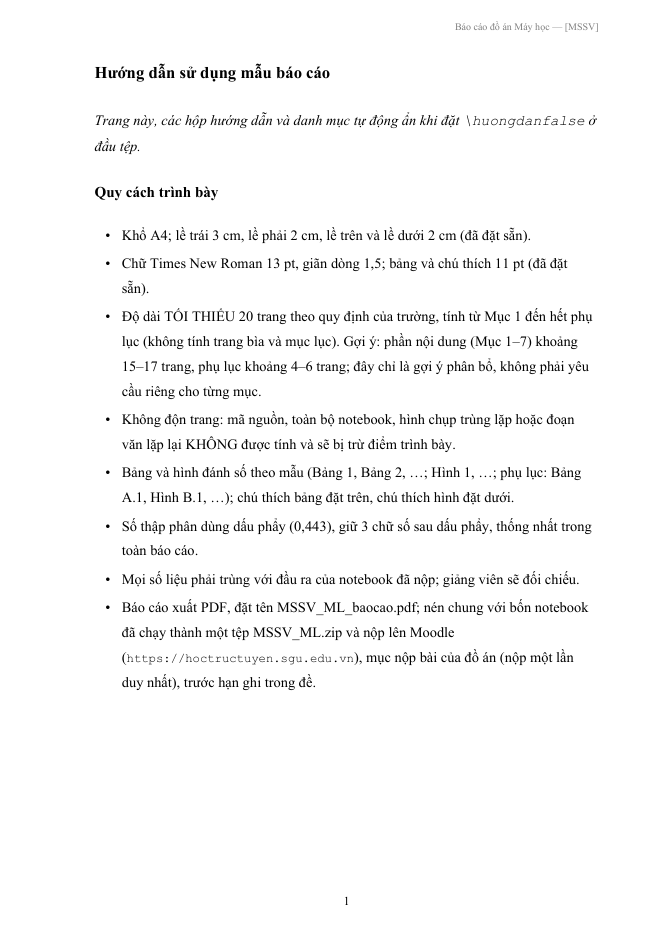 Báo cáo đồ án Máy học — [MSSV]
Hướng dẫn sử dụng mẫu báo cáo
Trang này, các hộp hướng dẫn và danh mục tự động ẩn khi đặt \huongdanfalse ở
đầu tệp.
Quy cách trình bày
• Khổ A4; lề trái 3 cm, lề phải 2 cm, lề trên và lề dưới 2 cm (đã đặt sẵn).
• Chữ Times New Roman 13 pt, giãn dòng 1,5; bảng và chú thích 11 pt (đã đặt
sẵn).
• Độ dài TỐI THIỂU 20 trang theo quy định của trường, tính từ Mục 1 đến hết phụ
lục (không tính trang bìa và mục lục). Gợi ý: phần nội dung (Mục 1–7) khoảng
15–17 trang, phụ lục khoảng 4–6 trang; đây chỉ là gợi ý phân bổ, không phải yêu
cầu riêng cho từng mục.
• Không độn trang: mã nguồn, toàn bộ notebook, hình chụp trùng lặp hoặc đoạn
văn lặp lại KHÔNG được tính và sẽ bị trừ điểm trình bày.
• Bảng và hình đánh số theo mẫu (Bảng 1, Bảng 2, …; Hình 1, …; phụ lục: Bảng
A.1, Hình B.1, …); chú thích bảng đặt trên, chú thích hình đặt dưới.
• Số thập phân dùng dấu phẩy (0,443), giữ 3 chữ số sau dấu phẩy, thống nhất trong
toàn báo cáo.
• Mọi số liệu phải trùng với đầu ra của notebook đã nộp; giảng viên sẽ đối chiếu.
• Báo cáo xuất PDF, đặt tên MSSV_ML_baocao.pdf; nén chung với bốn notebook
đã chạy thành một tệp MSSV_ML.zip và nộp lên Moodle
(https://hoctructuyen.sgu.edu.vn), mục nộp bài của đồ án (nộp một lần
duy nhất), trước hạn ghi trong đề.
1